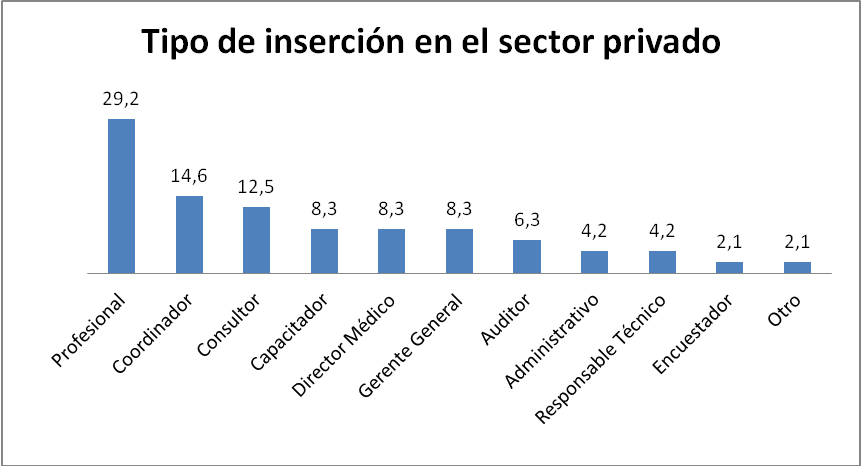 Tipo de inserción en el sector privado
29,2
14,6
12,5
8,3
8,3
8,3
6,3
4,2
4,2
2,1
2,1
Profesional
Coordinador
Consultor
Capacitador
Director Médico
Gerente General
Auditor
Administrativo
Responsable Técnico
Encuestador
Otro